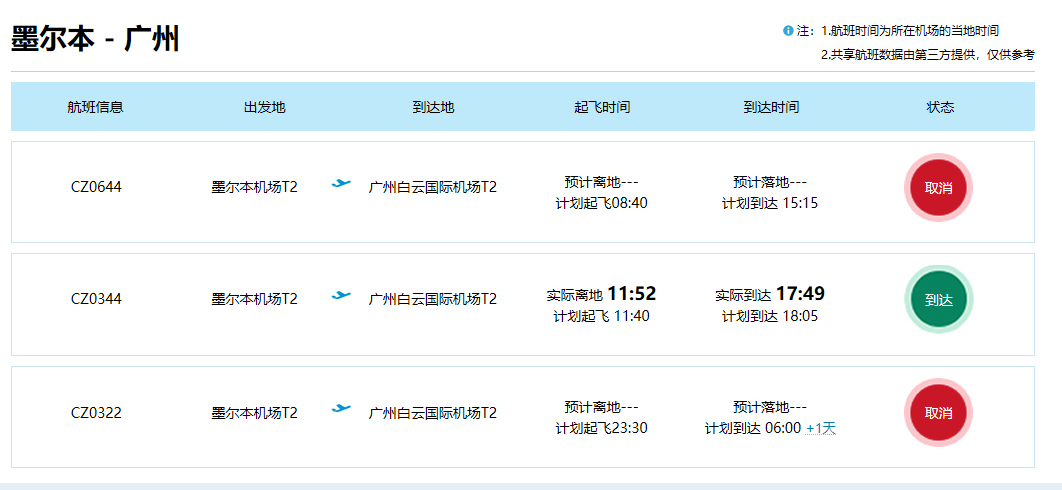 墨尔本 - 广州
注：1.航班时间为所在机场的当地时间
2.共享航班数据由第三方提供，仅供参考
航班信息 出发地 到达地 起飞时间 到达时间 状态
CZ0644 墨尔本机场T2 广州白云国际机场T2 预计离地--- 预计落地--- 取消
计划起飞08:40 计划到达 15:15
CZ0344 墨尔本机场T2 广州白云国际机场T2 实际离地 11:52 实际到达 17:49 到达
计划起飞 11:40 计划到达 18:05
CZ0322 墨尔本机场T2 广州白云国际机场T2 预计离地--- 预计落地--- 取消
计划起飞23:30 计划到达 06:00 +1天